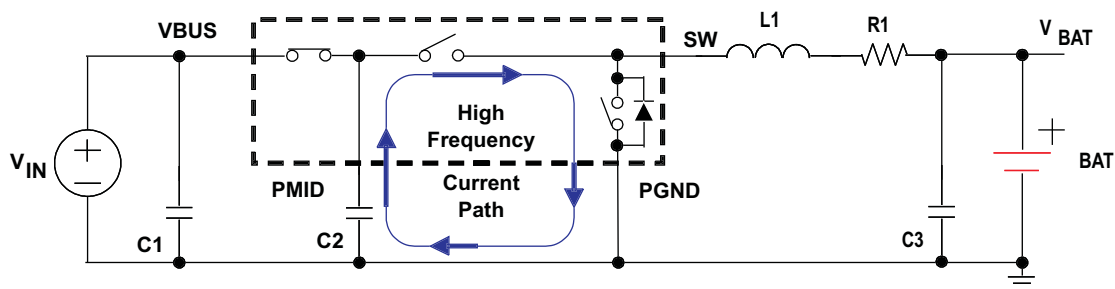 VBUS
SW
L1
R1
V BAT
High
Frequency
Current
Path
V IN
+
−
PMID
PGND
+
BAT
C1
C2
C3